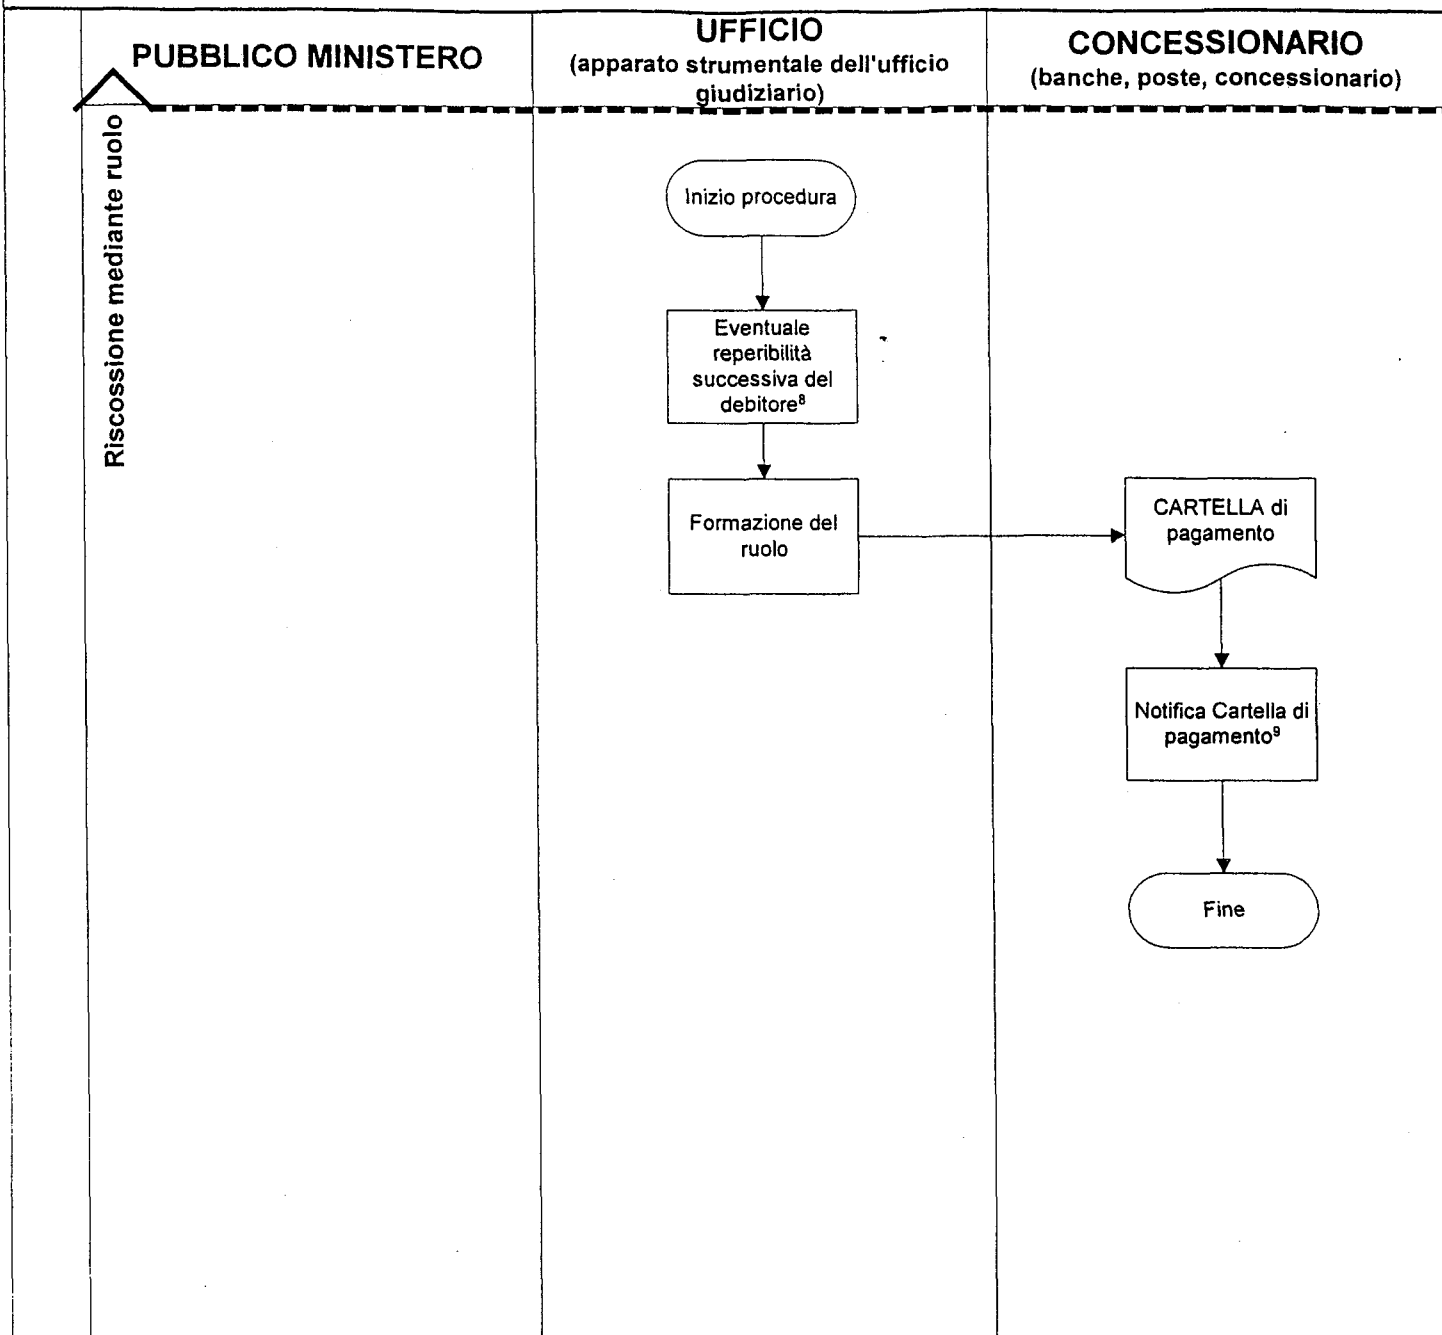 PUBBLICO MINISTERO
UFFICIO
(apparato strumentale dell'ufficio
giudiziario)
CONCESSIONARIO
(banche, poste, concessionario)
Riscossione mediante ruolo
Inizio procedura
Eventuale
reperibilità
successiva del
debitore⁸
Formazione del
ruolo
CARTELLA di
pagamento
Notifica Cartella di
pagamento⁹
Fine